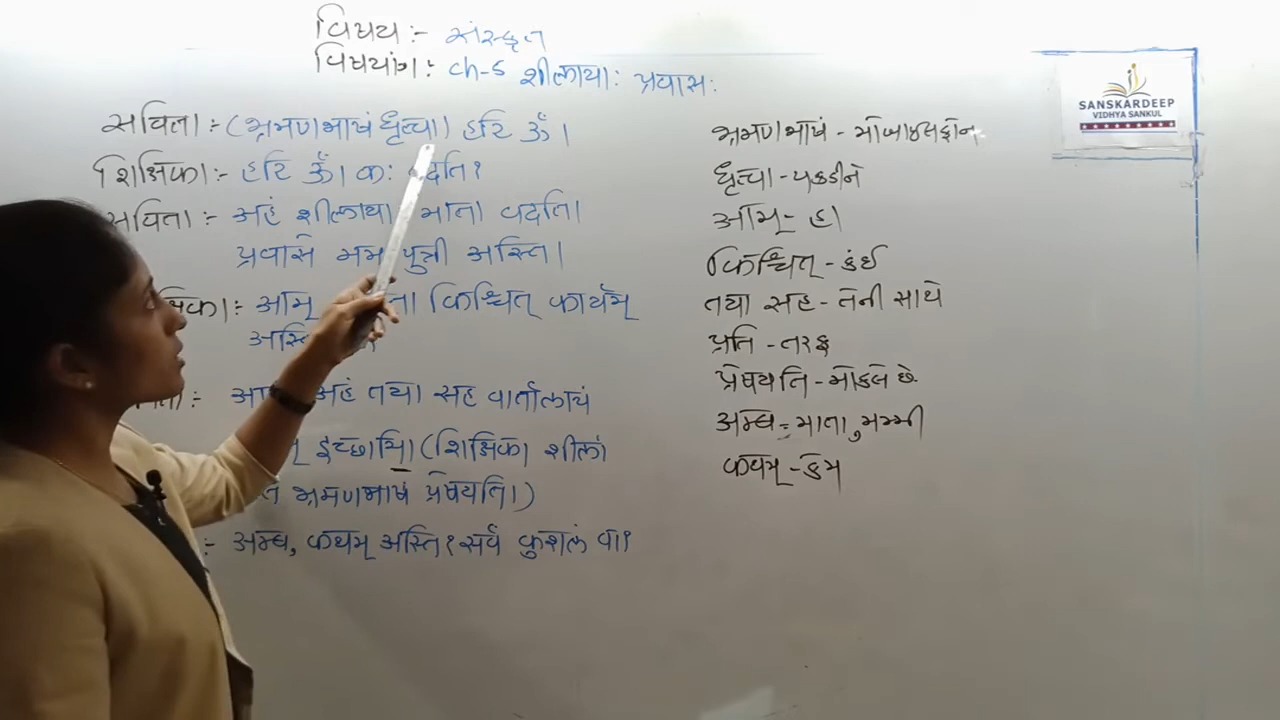 विषय :- संस्कृत
विषयांग : ch-5 शीलायाः प्रवासः
सविता :- (भ्रमणभाषं धृत्वा) हरि ॐ।
शिक्षिका :- हरि ॐ। कः वदति?
सविता :- अहं शीलाया माता वदति।
प्रवासे मम पुत्री अस्ति।
क्षिका :- आम् किञ्चित् कार्यम्
अहं तया सह वार्तालापं
इच्छामि। (शिक्षिका शीलां
भ्रमणभाषं प्रेषयति।)
:- अम्ब, कथम् अस्ति? सर्वं कुशलं वा?
भ्रमणभाषं - મોબાઇલફોન
धृत्वा - પકડીને
आम् - હા
किञ्चित् - કંઈ
तया सह - તેની સાથે
प्रति - તરફ
प्रेषयति - મોકલે છે.
अम्ब - માતા, મમ્મી
कथम् - કેમ
SANSKARDEEP
VIDHYA SANKUL